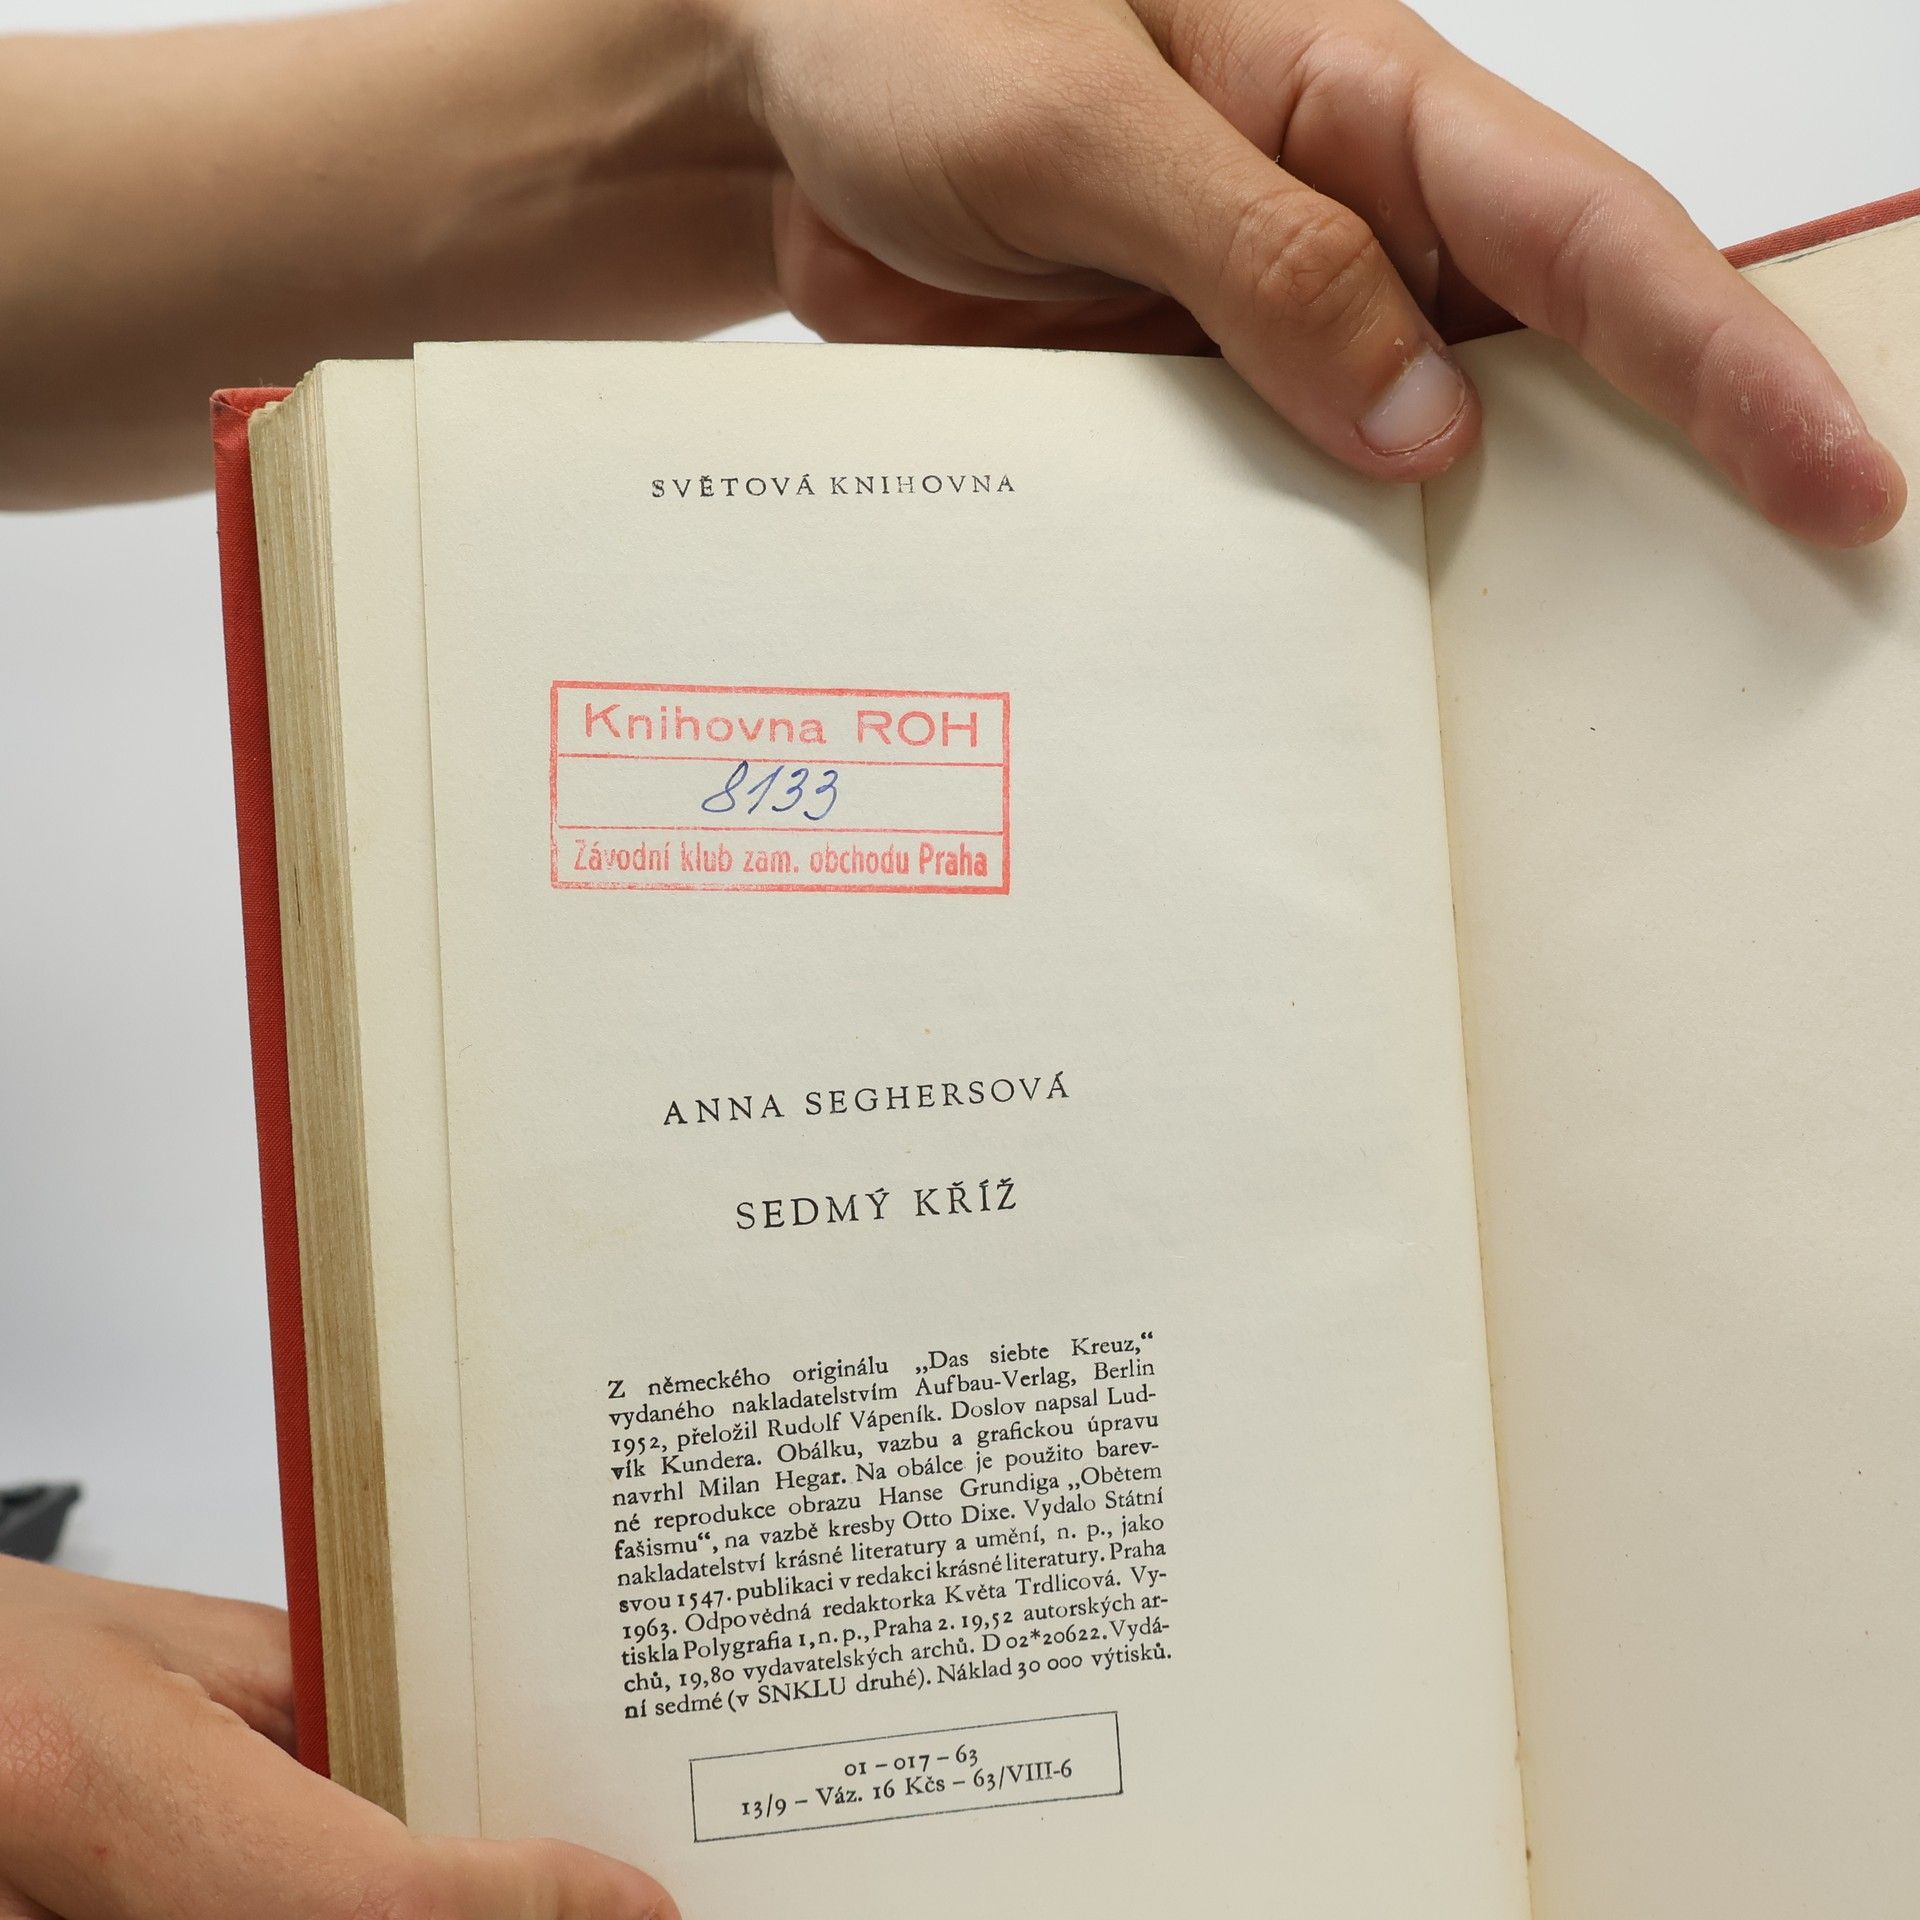 SVĚTOVÁ KNIHOVNA
Knihovna ROH
8133
Závodní klub zam. obchodu Praha
ANNA SEGHERSOVÁ
SEDMÝ KŘÍŽ
Z německého originálu „Das siebte Kreuz,“
vydaného nakladatelstvím Aufbau-Verlag, Berlin
1952, přeložil Rudolf Vápeník. Doslov napsal Lud-
vík Kundera. Obálku, vazbu a grafickou úpravu
navrhl Milan Hegar. Na obálce je použito barev-
né reprodukce obrazu Hanse Grundiga „Obětem
fašismu“, na vazbě kresby Otto Dixe. Vydalo Státní
nakladatelství krásné literatury a umění, n. p., jako
svou 1547. publikaci v redakci krásné literatury. Praha
1963. Odpovědná redaktorka Květa Trdlicová. Vy-
tiskla Polygrafia 1, n. p., Praha 2. 19,52 autorských ar-
chů, 19,80 vydavatelských archů. D 02*20622. Vydá-
ní sedmé (v SNKLU druhé). Náklad 30 000 výtisků.
01 – 017 – 63
13/9 – Váz. 16 Kčs – 63/VIII-6